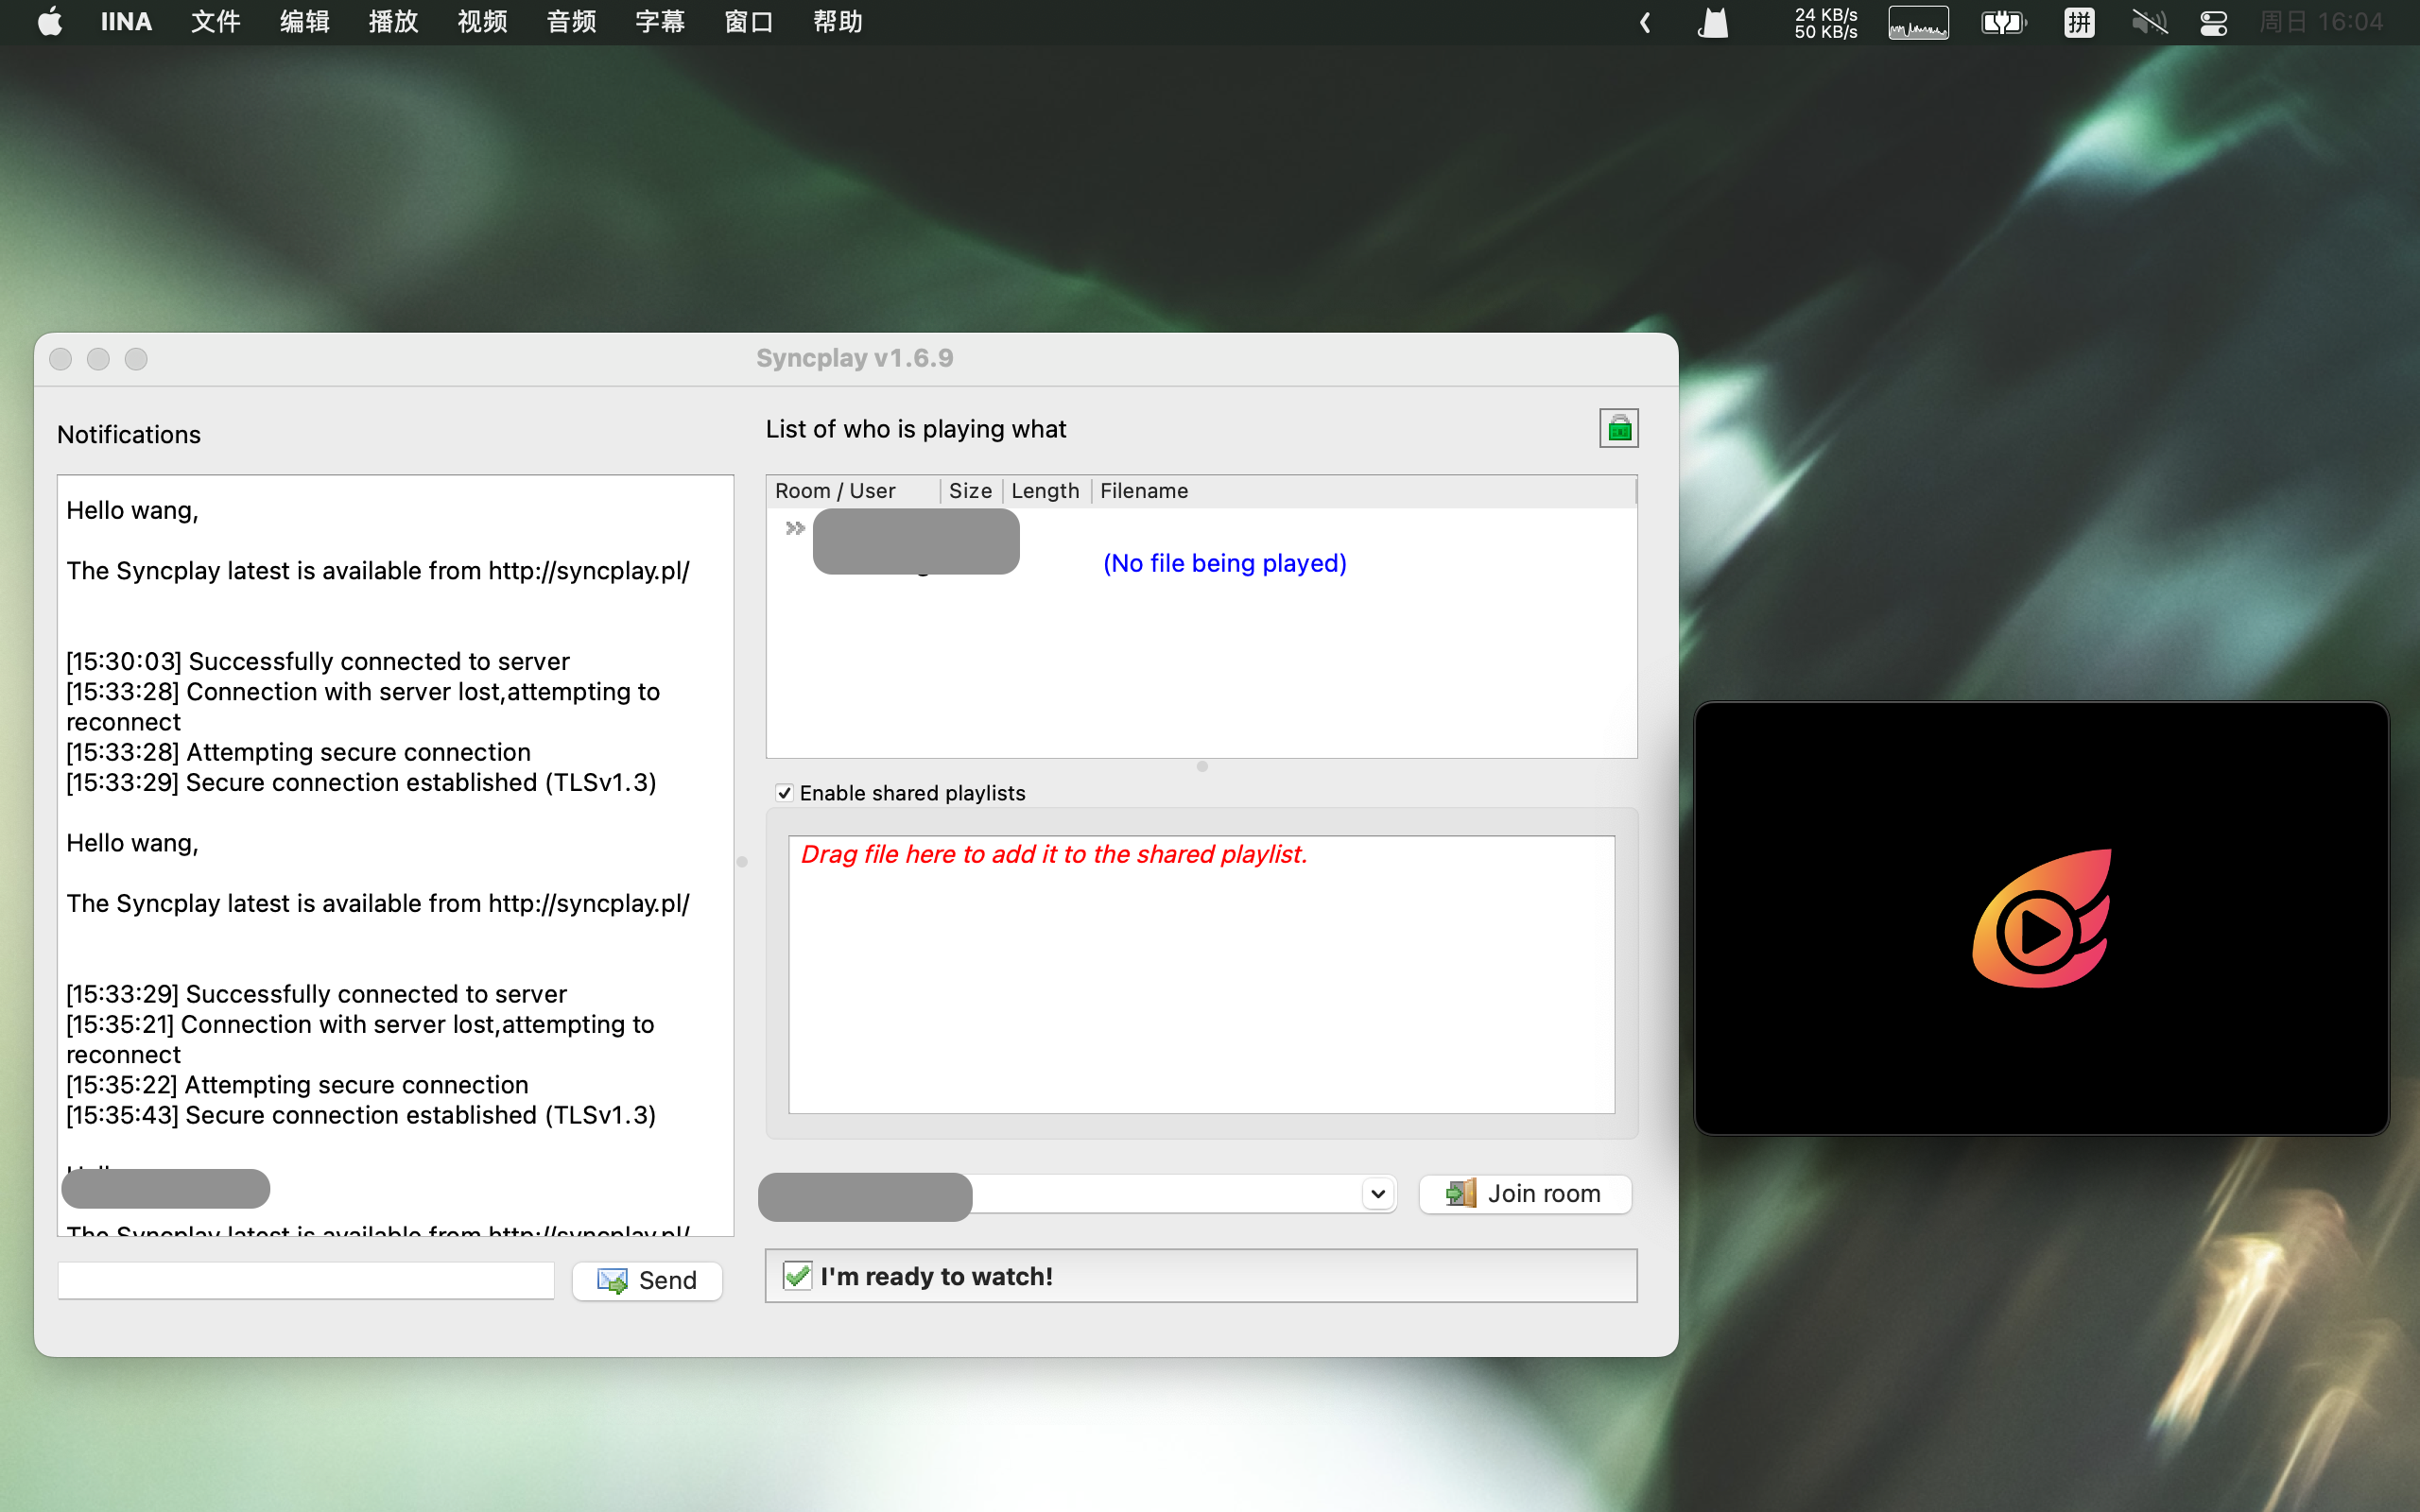 IINA 文件 编辑 播放 视频 音频 字幕 窗口 帮助
24 KB/s
50 KB/s
拼
周日 16:04
Syncplay v1.6.9
Notifications
Hello wang,
The Syncplay latest is available from http://syncplay.pl/
[15:30:03] Successfully connected to server
[15:33:28] Connection with server lost,attempting to
reconnect
[15:33:28] Attempting secure connection
[15:33:29] Secure connection established (TLSv1.3)
Hello wang,
The Syncplay latest is available from http://syncplay.pl/
[15:33:29] Successfully connected to server
[15:35:21] Connection with server lost,attempting to
reconnect
[15:35:22] Attempting secure connection
[15:35:43] Secure connection established (TLSv1.3)
The Syncplay latest is available from http://syncplay.pl/
Send
List of who is playing what
Room / User Size Length Filename
(No file being played)
Enable shared playlists
Drag file here to add it to the shared playlist.
Join room
I'm ready to watch!